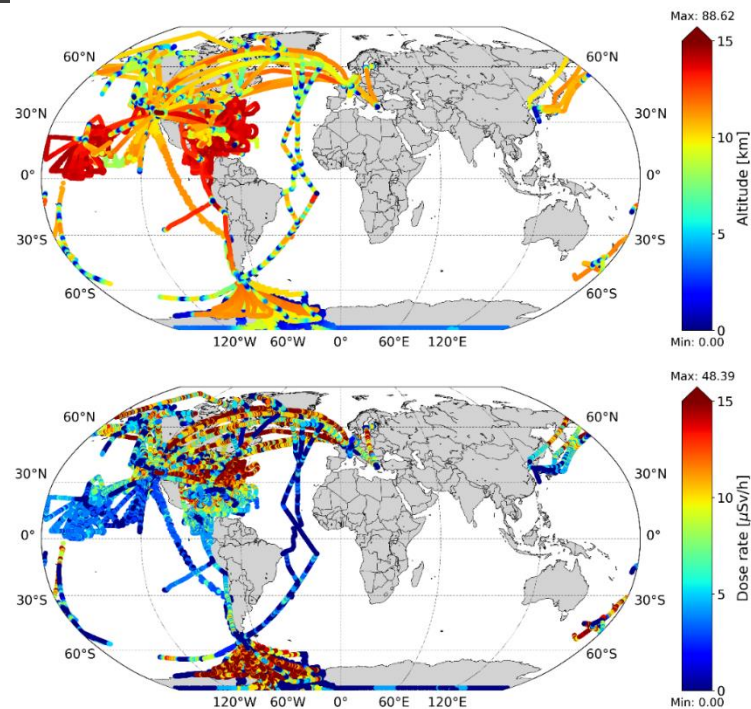 Max: 88.62
60°N 60°N
15
30°N 30°N
10
0° 0°
Altitude [km]
5
30°S 30°S
60°S 60°S
0
120°W 60°W 0° 60°E 120°E
Min: 0.00
Max: 48.39
60°N 60°N
15
30°N 30°N
10
0° 0°
Dose rate [μSv/h]
5
30°S 30°S
60°S 60°S
0
120°W 60°W 0° 60°E 120°E
Min: 0.00